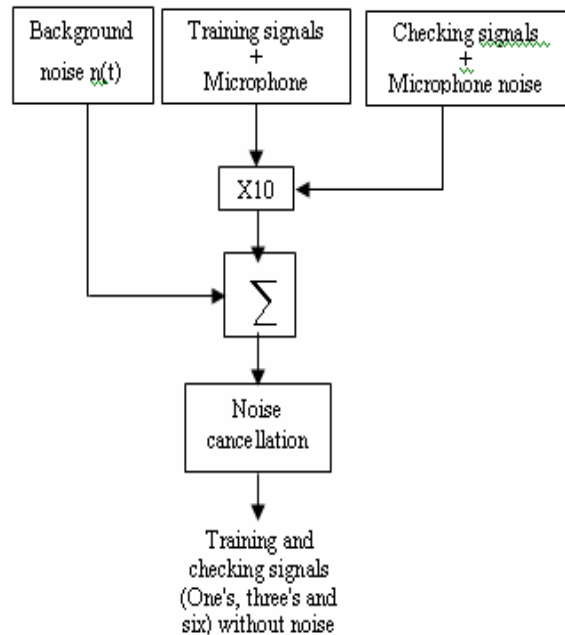 Background
noise n(t)
Training signals
+
Microphone
Checking signals
+
Microphone noise
X10
∑
Noise
cancellation
Training and
checking signals
(One's, three's and
six) without noise